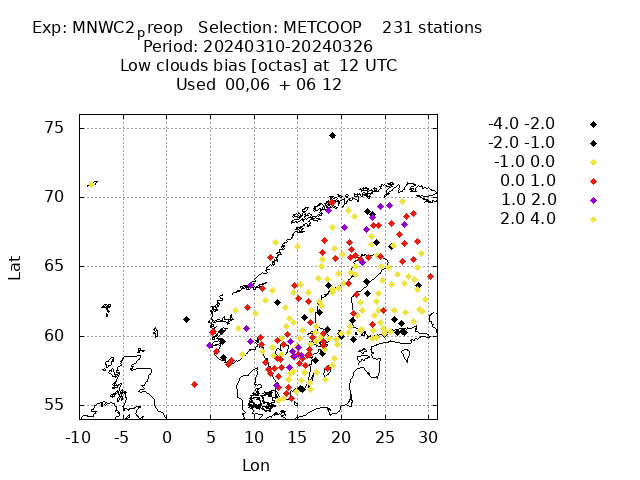 Exp: MNWC2preop Selection: METCOOP 231 stations
Period: 20240310-20240326
Low clouds bias [octas] at 12 UTC
Used 00,06 + 06 12
75
70
65
60
55
-10 -5 0 5 10 15 20 25 30
Lat
Lon
-4.0 -2.0
-2.0 -1.0
-1.0 0.0
0.0 1.0
1.0 2.0
2.0 4.0